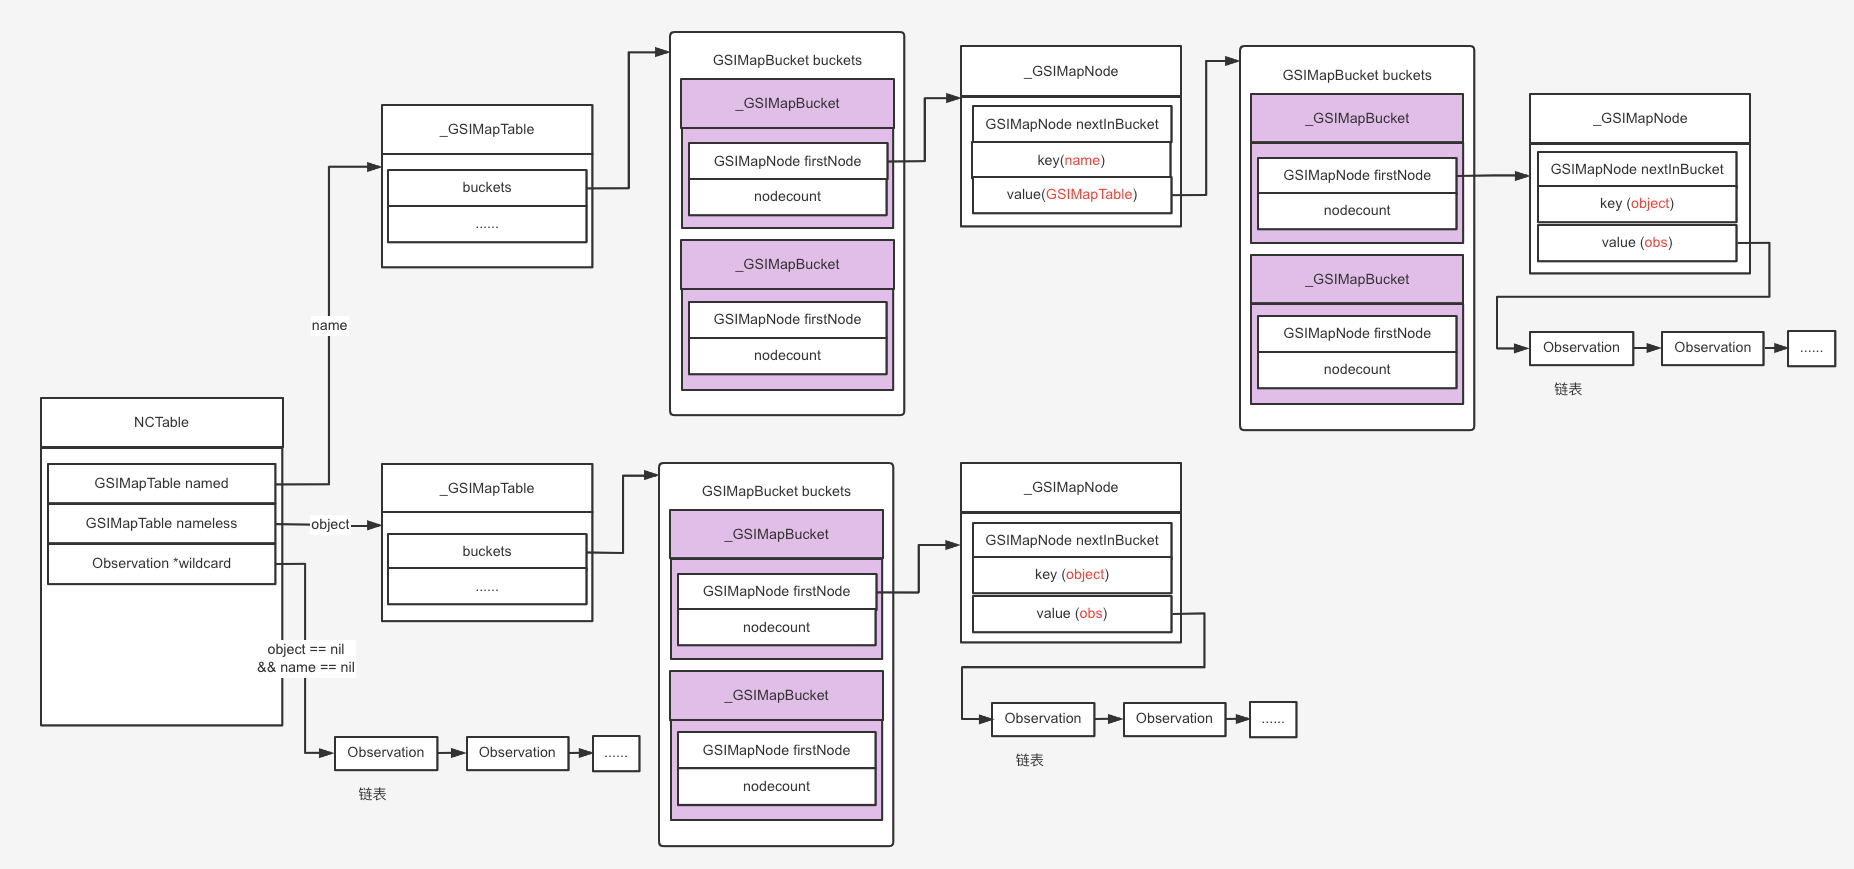 NCTable
GSIMapTable named
GSIMapTable nameless
Observation *wildcard
name
_GSIMapTable
buckets
......
GSIMapBucket buckets
_GSIMapBucket
GSIMapNode firstNode
nodecount
_GSIMapBucket
GSIMapNode firstNode
nodecount
_GSIMapNode
GSIMapNode nextInBucket
key(name)
value(GSIMapTable)
GSIMapBucket buckets
_GSIMapBucket
GSIMapNode firstNode
nodecount
_GSIMapBucket
GSIMapNode firstNode
nodecount
_GSIMapNode
GSIMapNode nextInBucket
key (object)
value (obs)
Observation
Observation
......
链表
object
_GSIMapTable
buckets
......
GSIMapBucket buckets
_GSIMapBucket
GSIMapNode firstNode
nodecount
_GSIMapBucket
GSIMapNode firstNode
nodecount
_GSIMapNode
GSIMapNode nextInBucket
key (object)
value (obs)
Observation
Observation
......
链表
object == nil
&& name == nil
Observation
Observation
......
链表